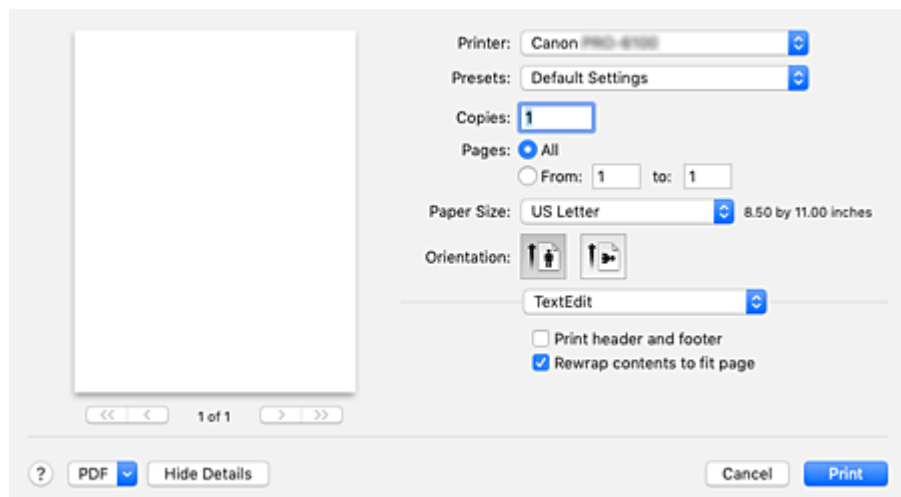 Printer: Canon
Presets: Default Settings
Copies: 1
Pages: All
From: 1 to: 1
Paper Size: US Letter 8.50 by 11.00 inches
Orientation:
TextEdit
Print header and footer
Rewrap contents to fit page
<< < 1 of 1 > >>
? PDF Hide Details Cancel Print